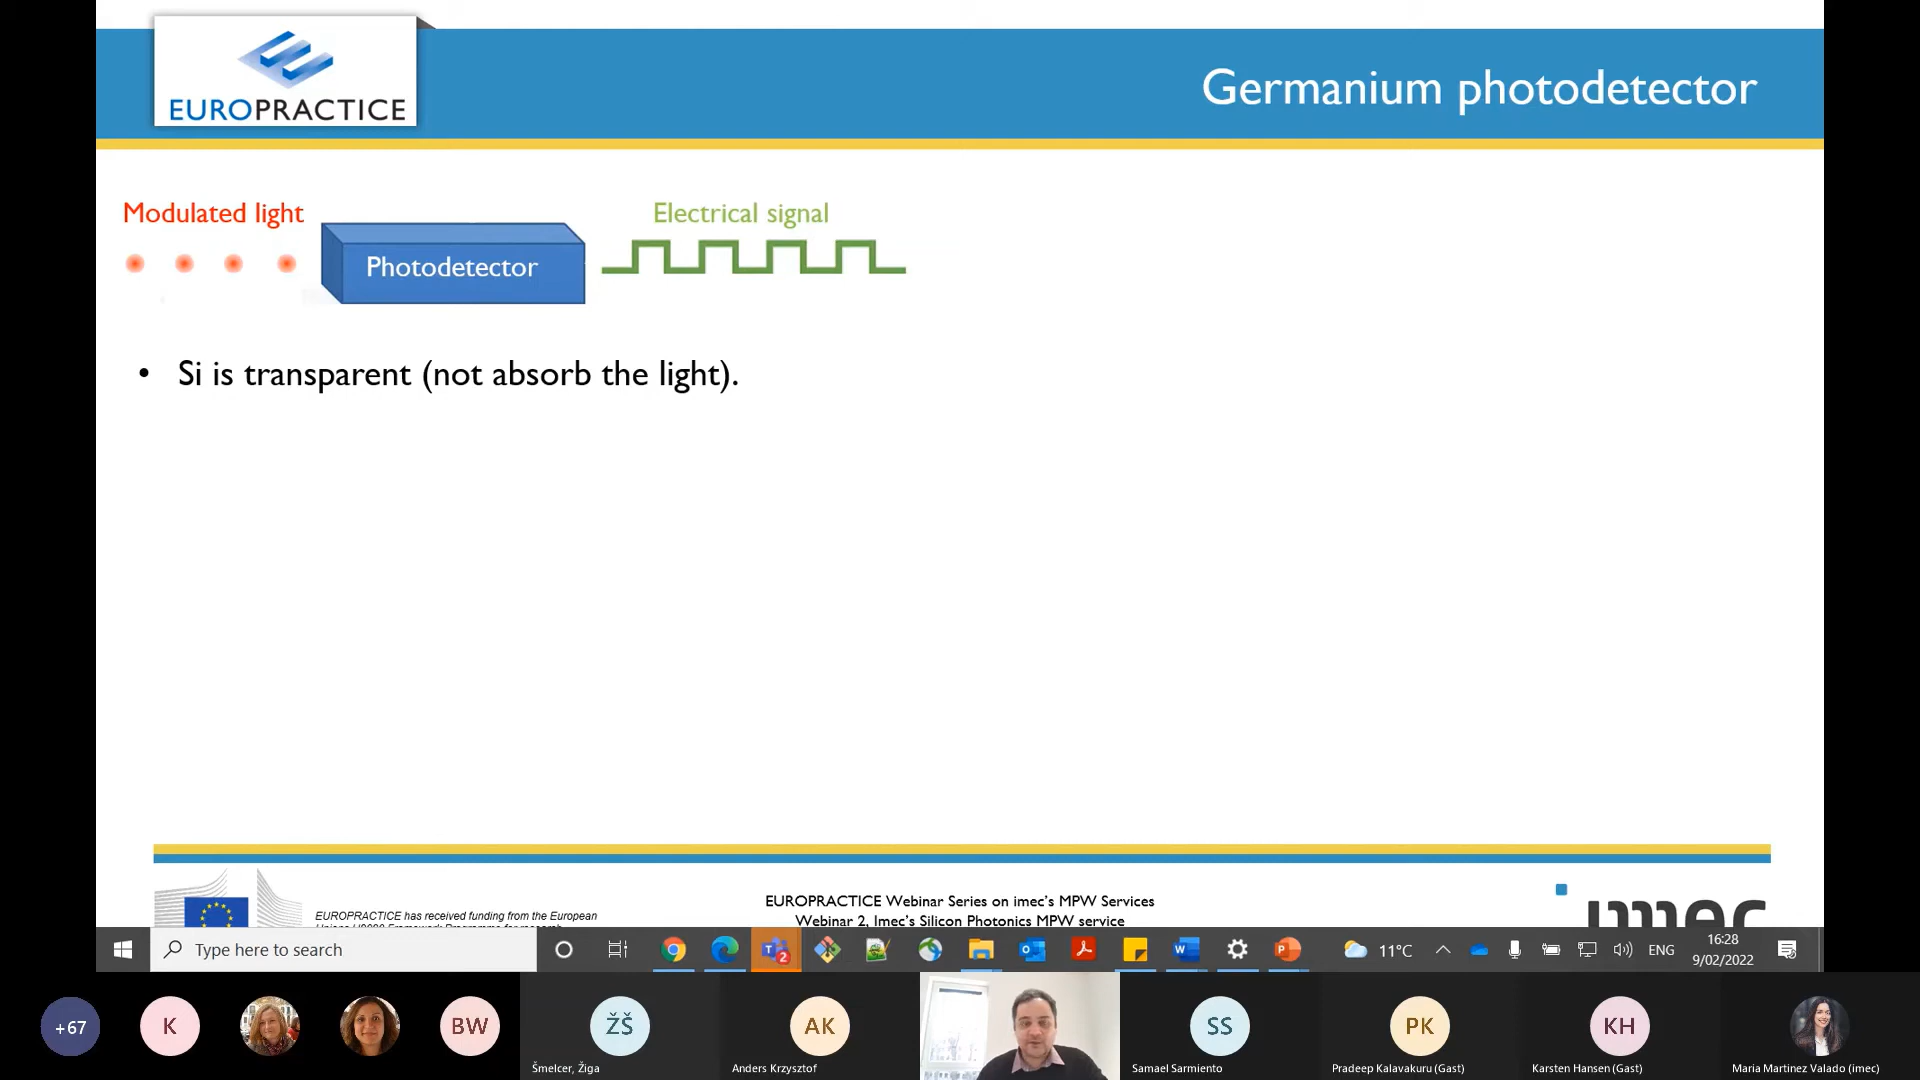 EUROPRACTICE
Germanium photodetector
Modulated light
Electrical signal
Photodetector
• Si is transparent (not absorb the light).
EUROPRACTICE has received funding from the European
EUROPRACTICE Webinar Series on imec's MPW Services
Webinar 2, Imec's Silicon Photonics MPW service
imec
Type here to search
2
11°C
ENG
16:28
9/02/2022
+67
K
BW
ŽŠ
AK
SS
PK
KH
Šmelcer, Žiga
Anders Krzysztof
Samael Sarmiento
Pradeep Kalavakuru (Gast)
Karsten Hansen (Gast)
Maria Martinez Valado (imec)